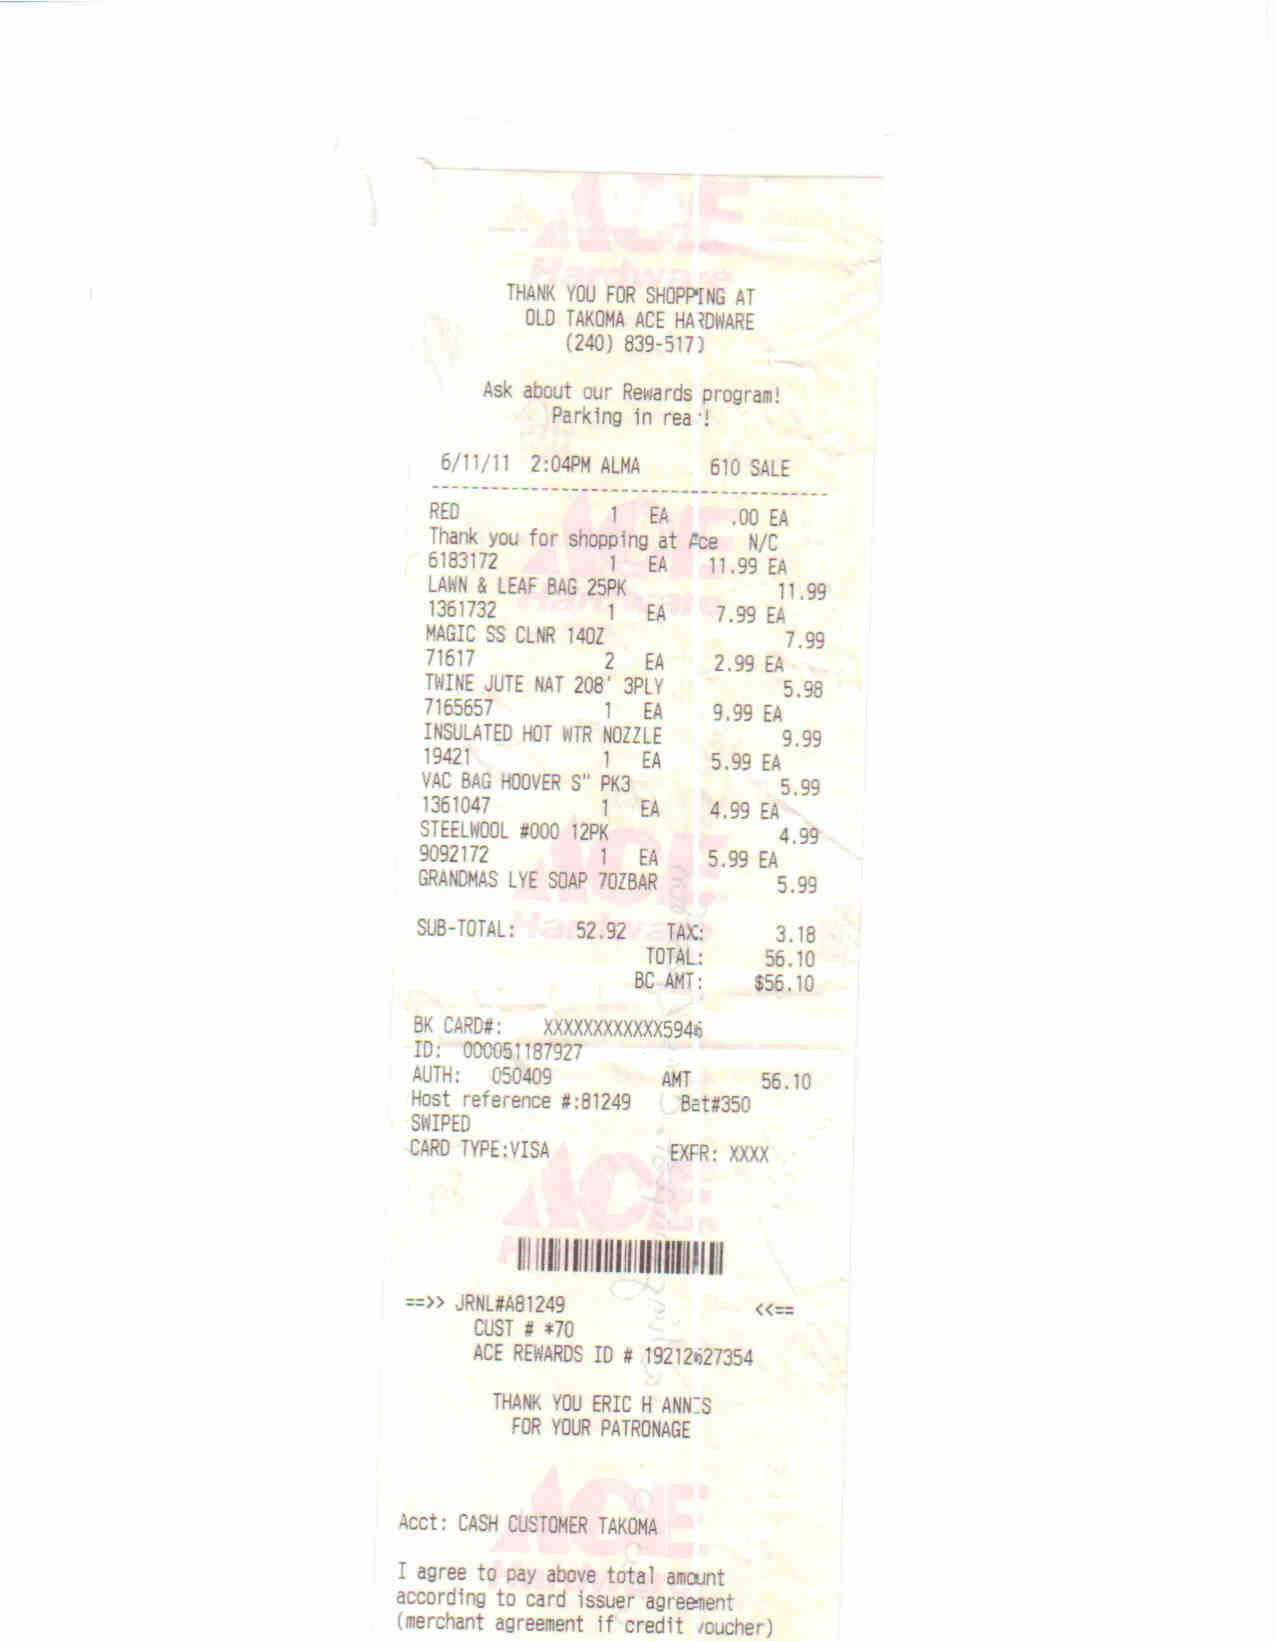 ACE
Hardware
THANK YOU FOR SHOPPING AT
OLD TAKOMA ACE HARDWARE
(240) 839-517
Ask about our Rewards program!
Parking in rear!
6/11/11 2:04PM ALMA 610 SALE
RED 1 EA .00 EA
Thank you for shopping at Ace N/C
6183172 1 EA 11.99 EA
LAWN & LEAF BAG 25PK 11.99
1361732 1 EA 7.99 EA
MAGIC SS CLNR 14OZ 7.99
71617 2 EA 2.99 EA
TWINE JUTE NAT 208' 3PLY 5.98
7165657 1 EA 9.99 EA
INSULATED HOT WTR NOZZLE 9.99
19421 1 EA 5.99 EA
VAC BAG HOOVER S" PK3 5.99
1361047 1 EA 4.99 EA
STEELWOOL #000 12PK 4.99
9092172 1 EA 5.99 EA
GRANDMAS LYE SOAP 7OZBAR 5.99
SUB-TOTAL: 52.92 TAX: 3.18
TOTAL: 56.10
BC AMT: $56.10
BK CARD#: XXXXXXXXXXXX5946
ID: 000051187927
AUTH: 050409 AMT 56.10
Host reference #:81249 Bat#350
SWIPED
CARD TYPE:VISA EXPR: XXXX
==>> JRNL#A81249 <<==
CUST # *70
ACE REWARDS ID # 19212627354
THANK YOU ERIC H ANNIS
FOR YOUR PATRONAGE
Acct: CASH CUSTOMER TAKOMA
I agree to pay above total amount
according to card issuer agreement
(merchant agreement if credit voucher)